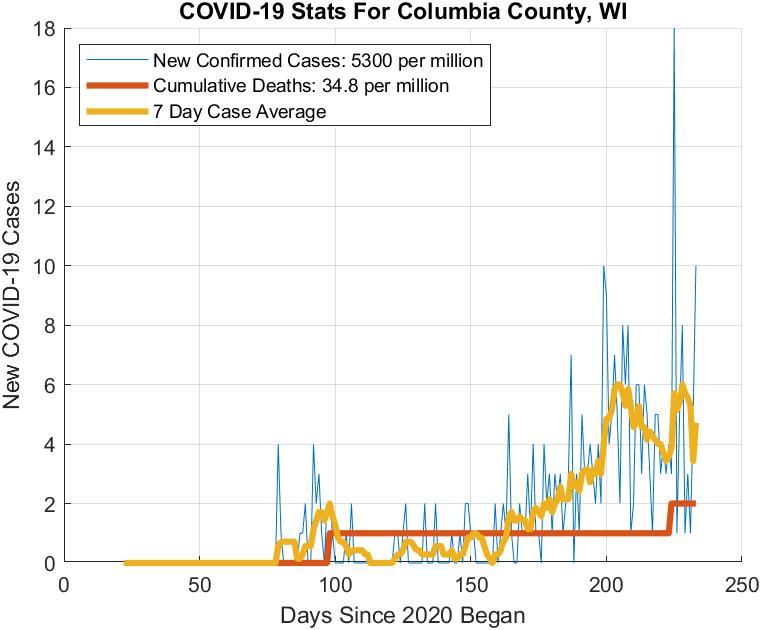 COVID-19 Stats For Columbia County, WI
18
16
14
12
10
8
6
4
2
0
New COVID-19 Cases
New Confirmed Cases: 5300 per million
Cumulative Deaths: 34.8 per million
7 Day Case Average
0 50 100 150 200 250
Days Since 2020 Began